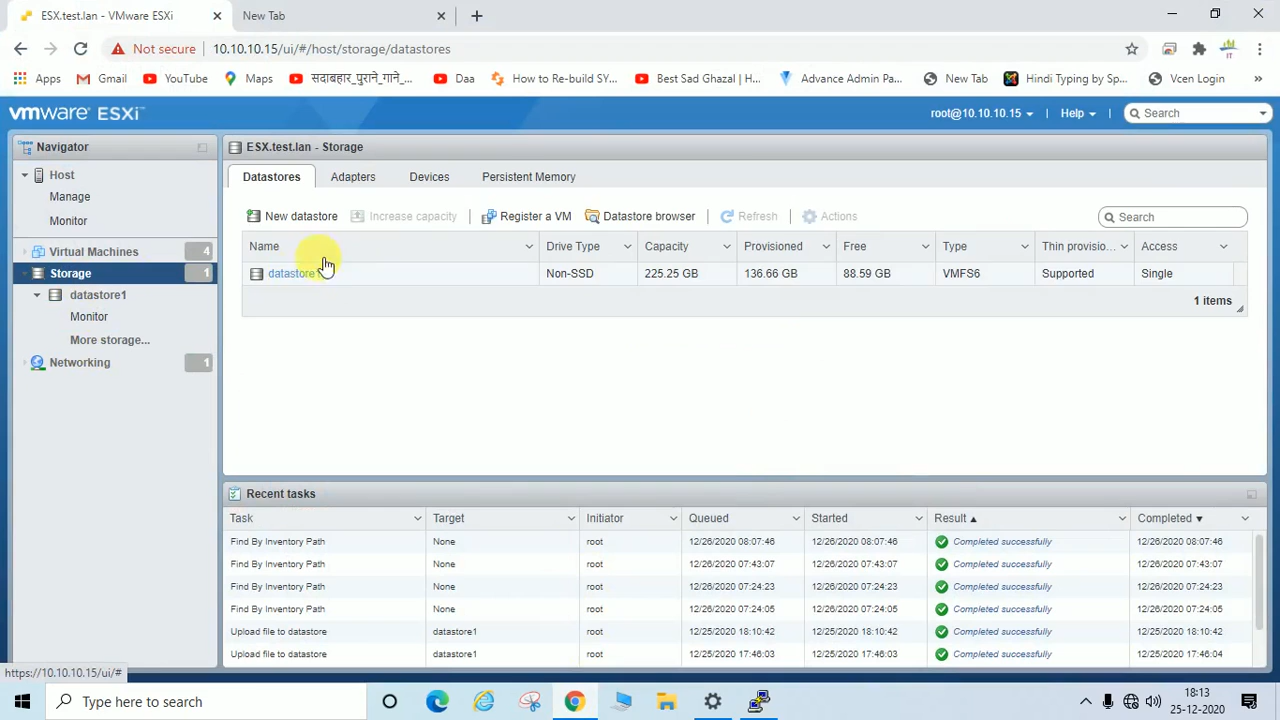 ESX.test.lan - VMware ESXi
New Tab
Not secure
10.10.10.15/ui/#/host/storage/datastores
Apps
Gmail
YouTube
Maps
सदाबहार_पुराने_गाने_...
Daa
How to Re-build SY...
Best Sad Ghazal | H...
Advance Admin Pa...
New Tab
Hindi Typing by Sp...
Vcen Login
»
vmware ESXi™
root@10.10.10.15
Help
Search
Navigator
Host
Manage
Monitor
Virtual Machines 4
Storage 1
datastore1
Monitor
More storage...
Networking 1
ESX.test.lan - Storage
Datastores Adapters Devices Persistent Memory
New datastore Increase capacity Register a VM Datastore browser Refresh Actions Search
Name Drive Type Capacity Provisioned Free Type Thin provisio... Access
datastore1 Non-SSD 225.25 GB 136.66 GB 88.59 GB VMFS6 Supported Single
1 items
Recent tasks
Task Target Initiator Queued Started Result Completed
Find By Inventory Path None root 12/26/2020 08:07:46 12/26/2020 08:07:46 Completed successfully 12/26/2020 08:07:46
Find By Inventory Path None root 12/26/2020 07:43:07 12/26/2020 07:43:07 Completed successfully 12/26/2020 07:43:07
Find By Inventory Path None root 12/26/2020 07:24:23 12/26/2020 07:24:23 Completed successfully 12/26/2020 07:24:23
Find By Inventory Path None root 12/26/2020 07:24:05 12/26/2020 07:24:05 Completed successfully 12/26/2020 07:24:05
Upload file to datastore datastore1 root 12/25/2020 18:10:42 12/25/2020 18:10:42 Completed successfully 12/25/2020 18:10:42
Upload file to datastore datastore1 root 12/25/2020 17:46:03 12/25/2020 17:46:03 Completed successfully 12/25/2020 17:46:04
https://10.10.10.15/ui/#
Type here to search
18:13
25-12-2020